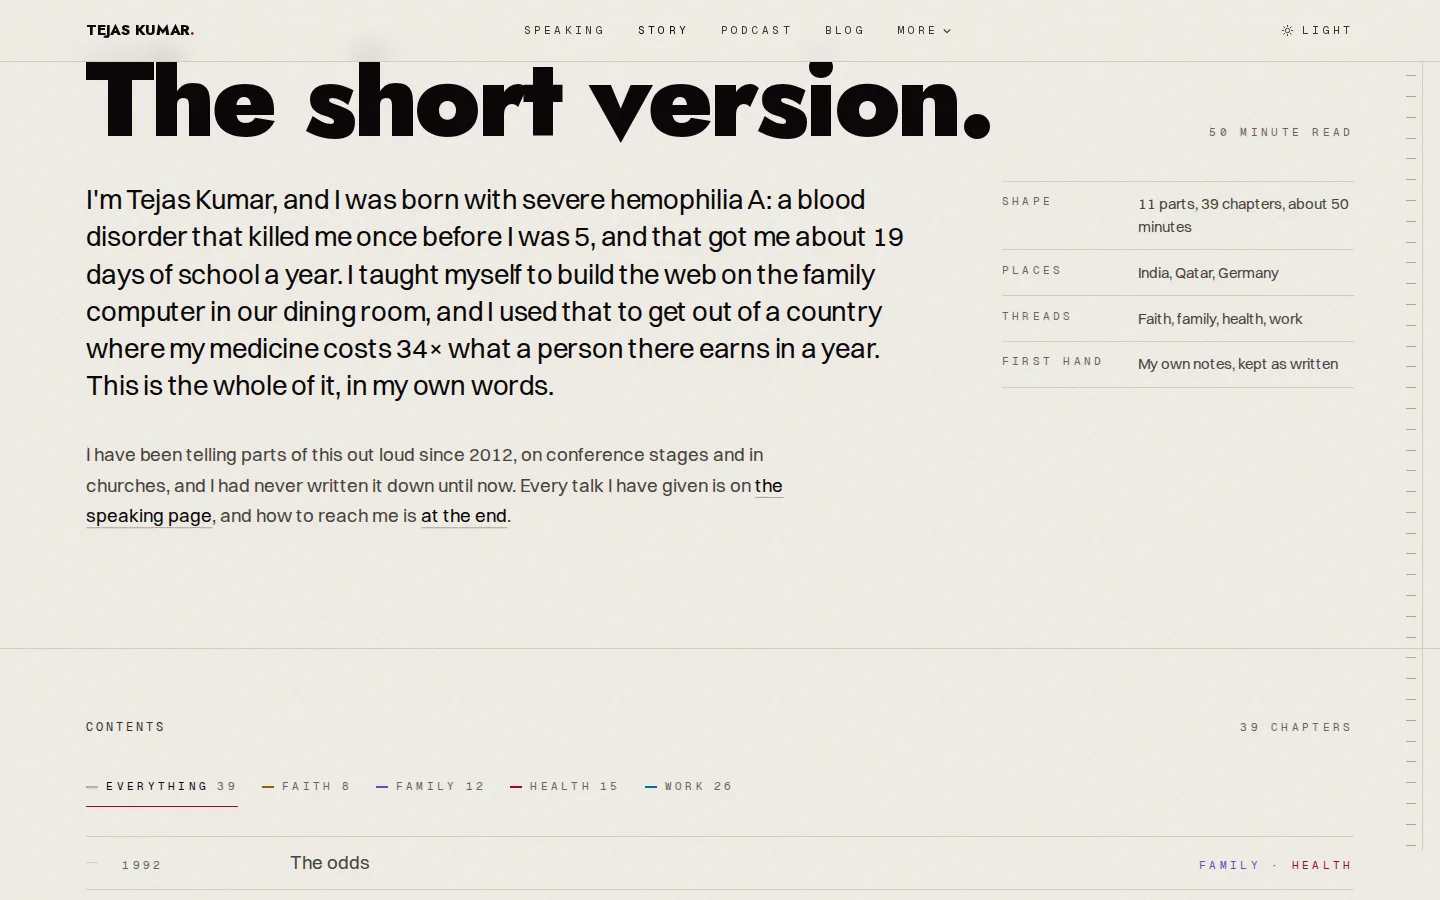 TEJAS KUMAR.
SPEAKING
STORY
PODCAST
BLOG
MORE
LIGHT
The short version.
50 MINUTE READ
I'm Tejas Kumar, and I was born with severe hemophilia A: a blood
disorder that killed me once before I was 5, and that got me about 19
days of school a year. I taught myself to build the web on the family
computer in our dining room, and I used that to get out of a country
where my medicine costs 34× what a person there earns in a year.
This is the whole of it, in my own words.
SHAPE
11 parts, 39 chapters, about 50
minutes
PLACES
India, Qatar, Germany
THREADS
Faith, family, health, work
FIRST HAND
My own notes, kept as written
I have been telling parts of this out loud since 2012, on conference stages and in
churches, and I had never written it down until now. Every talk I have given is on the
speaking page, and how to reach me is at the end.
CONTENTS
39 CHAPTERS
EVERYTHING 39
FAITH 8
FAMILY 12
HEALTH 15
WORK 26
1992
The odds
FAMILY · HEALTH